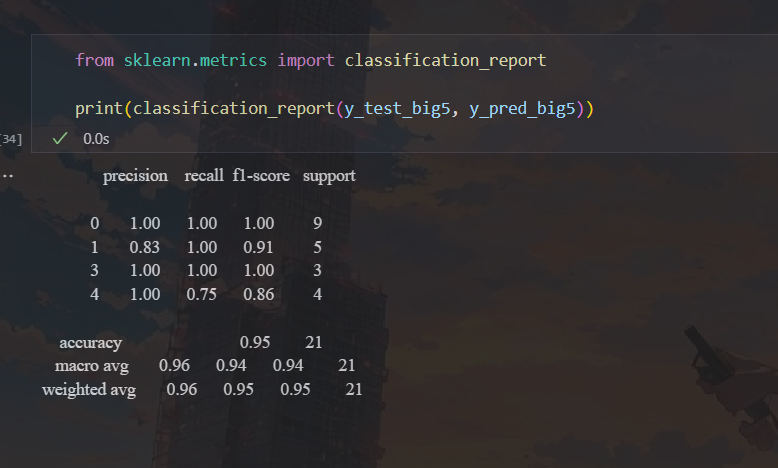 from sklearn.metrics import classification_report
print(classification_report(y_test_big5, y_pred_big5))
[34] ✓ 0.0s
precision recall f1-score support
0 1.00 1.00 1.00 9
1 0.83 1.00 0.91 5
3 1.00 1.00 1.00 3
4 1.00 0.75 0.86 4
accuracy 0.95 21
macro avg 0.96 0.94 0.94 21
weighted avg 0.96 0.95 0.95 21